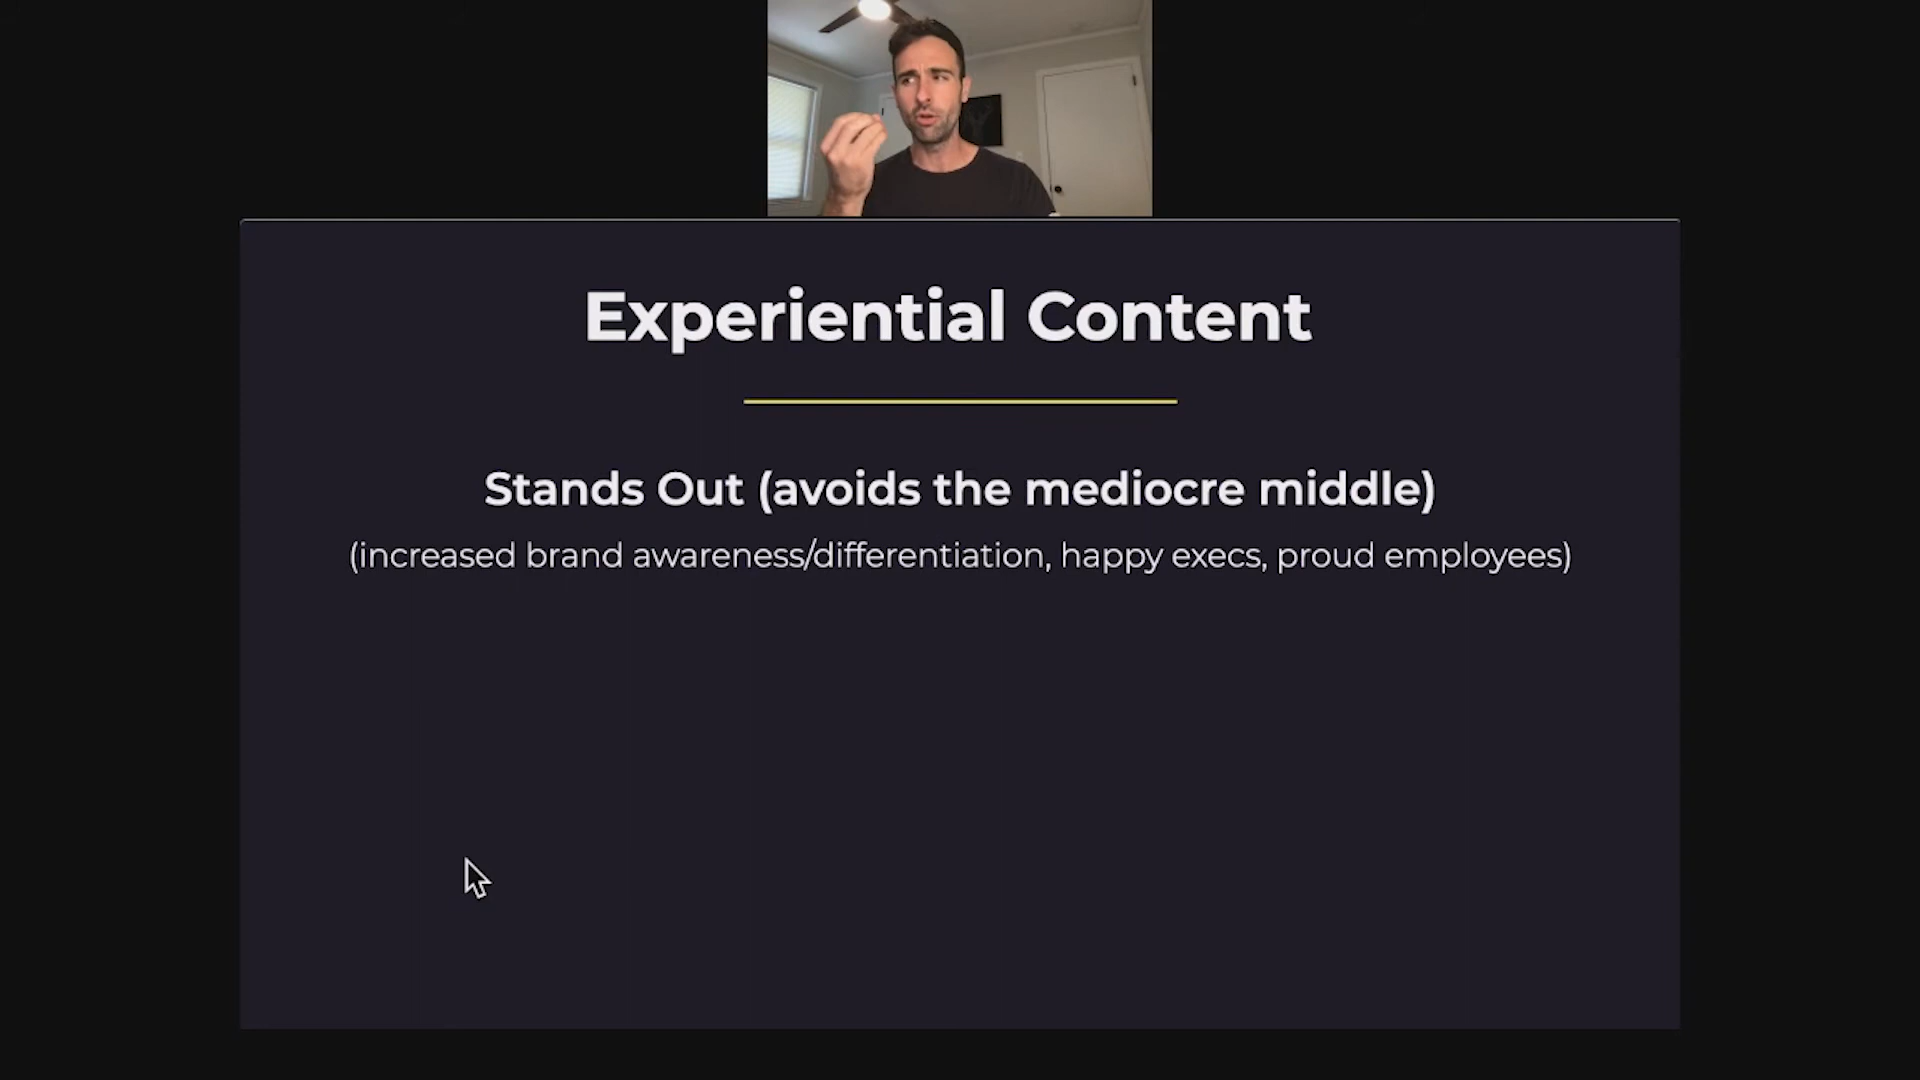 Experiential Content
Stands Out (avoids the mediocre middle)
(increased brand awareness/differentiation, happy execs, proud employees)